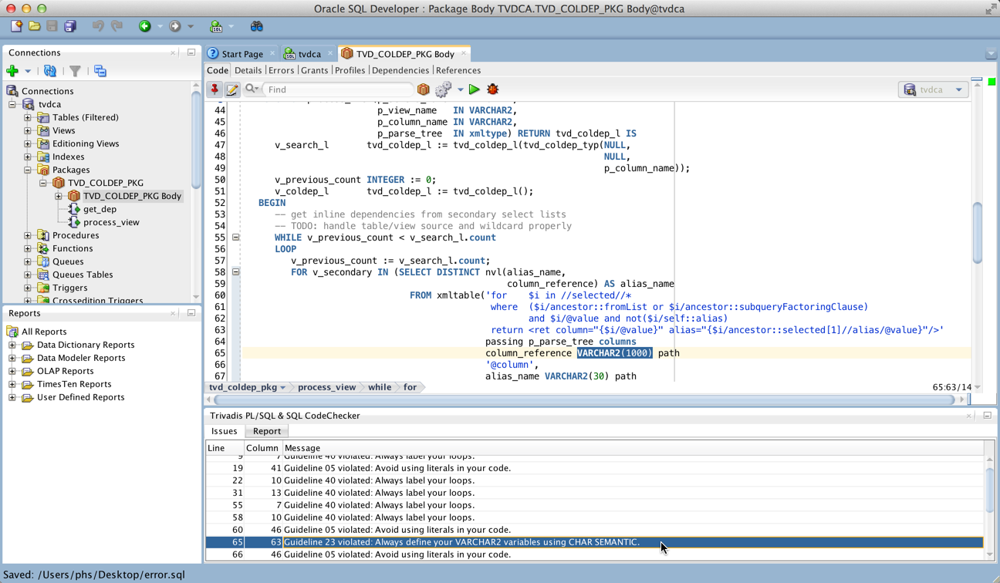 Oracle SQL Developer : Package Body TVDCA.TVD_COLDEP_PKG Body@tvdca
Connections
Connections
tvdca
Tables (Filtered)
Views
Editioning Views
Indexes
Packages
TVD_COLDEP_PKG
TVD_COLDEP_PKG Body
get_dep
process_view
Procedures
Functions
Queues
Queues Tables
Triggers
Crossedition Triggers
Reports
All Reports
Data Dictionary Reports
Data Modeler Reports
OLAP Reports
TimesTen Reports
User Defined Reports
Start Page
tvdca
TVD_COLDEP_PKG Body
Code Details Errors Grants Profiles Dependencies References
Find
tvdca
44 p_view_name IN VARCHAR2,
45 p_column_name IN VARCHAR2,
46 p_parse_tree IN xmltype) RETURN tvd_coldep_l IS
47 v_search_l tvd_coldep_l := tvd_coldep_l(tvd_coldep_typ(NULL,
48 NULL,
49 p_column_name));
50 v_previous_count INTEGER := 0;
51 v_coldep_l tvd_coldep_l := tvd_coldep_l();
52 BEGIN
53 -- get inline dependencies from secondary select lists
54 -- TODO: handle table/view source and wildcard properly
55 WHILE v_previous_count < v_search_l.count
56 LOOP
57 v_previous_count := v_search_l.count;
58 FOR v_secondary IN (SELECT DISTINCT nvl(alias_name,
59 column_reference) AS alias_name
60 FROM xmltable('for $i in //selected//*
61 where ($i/ancestor::fromList or $i/ancestor::subqueryFactoringClause)
62 and $i/@value and not($i/self::alias)
63 return <ret column="{$i/@value}" alias="{$i/ancestor::selected[1]//alias/@value}"/>'
64 passing p_parse_tree columns
65 column_reference VARCHAR2(1000) path
66 '@column',
67 alias_name VARCHAR2(30) path
tvd_coldep_pkg process_view while for
65:63/14
Trivadis PL/SQL & SQL CodeChecker
Issues Report
Line Column Message
9 7 Guideline 40 violated: Always label your loops.
19 41 Guideline 05 violated: Avoid using literals in your code.
22 10 Guideline 40 violated: Always label your loops.
31 13 Guideline 40 violated: Always label your loops.
55 7 Guideline 40 violated: Always label your loops.
58 10 Guideline 40 violated: Always label your loops.
60 46 Guideline 05 violated: Avoid using literals in your code.
65 63 Guideline 23 violated: Always define your VARCHAR2 variables using CHAR SEMANTIC.
66 46 Guideline 05 violated: Avoid using literals in your code.
Saved: /Users/phs/Desktop/error.sql